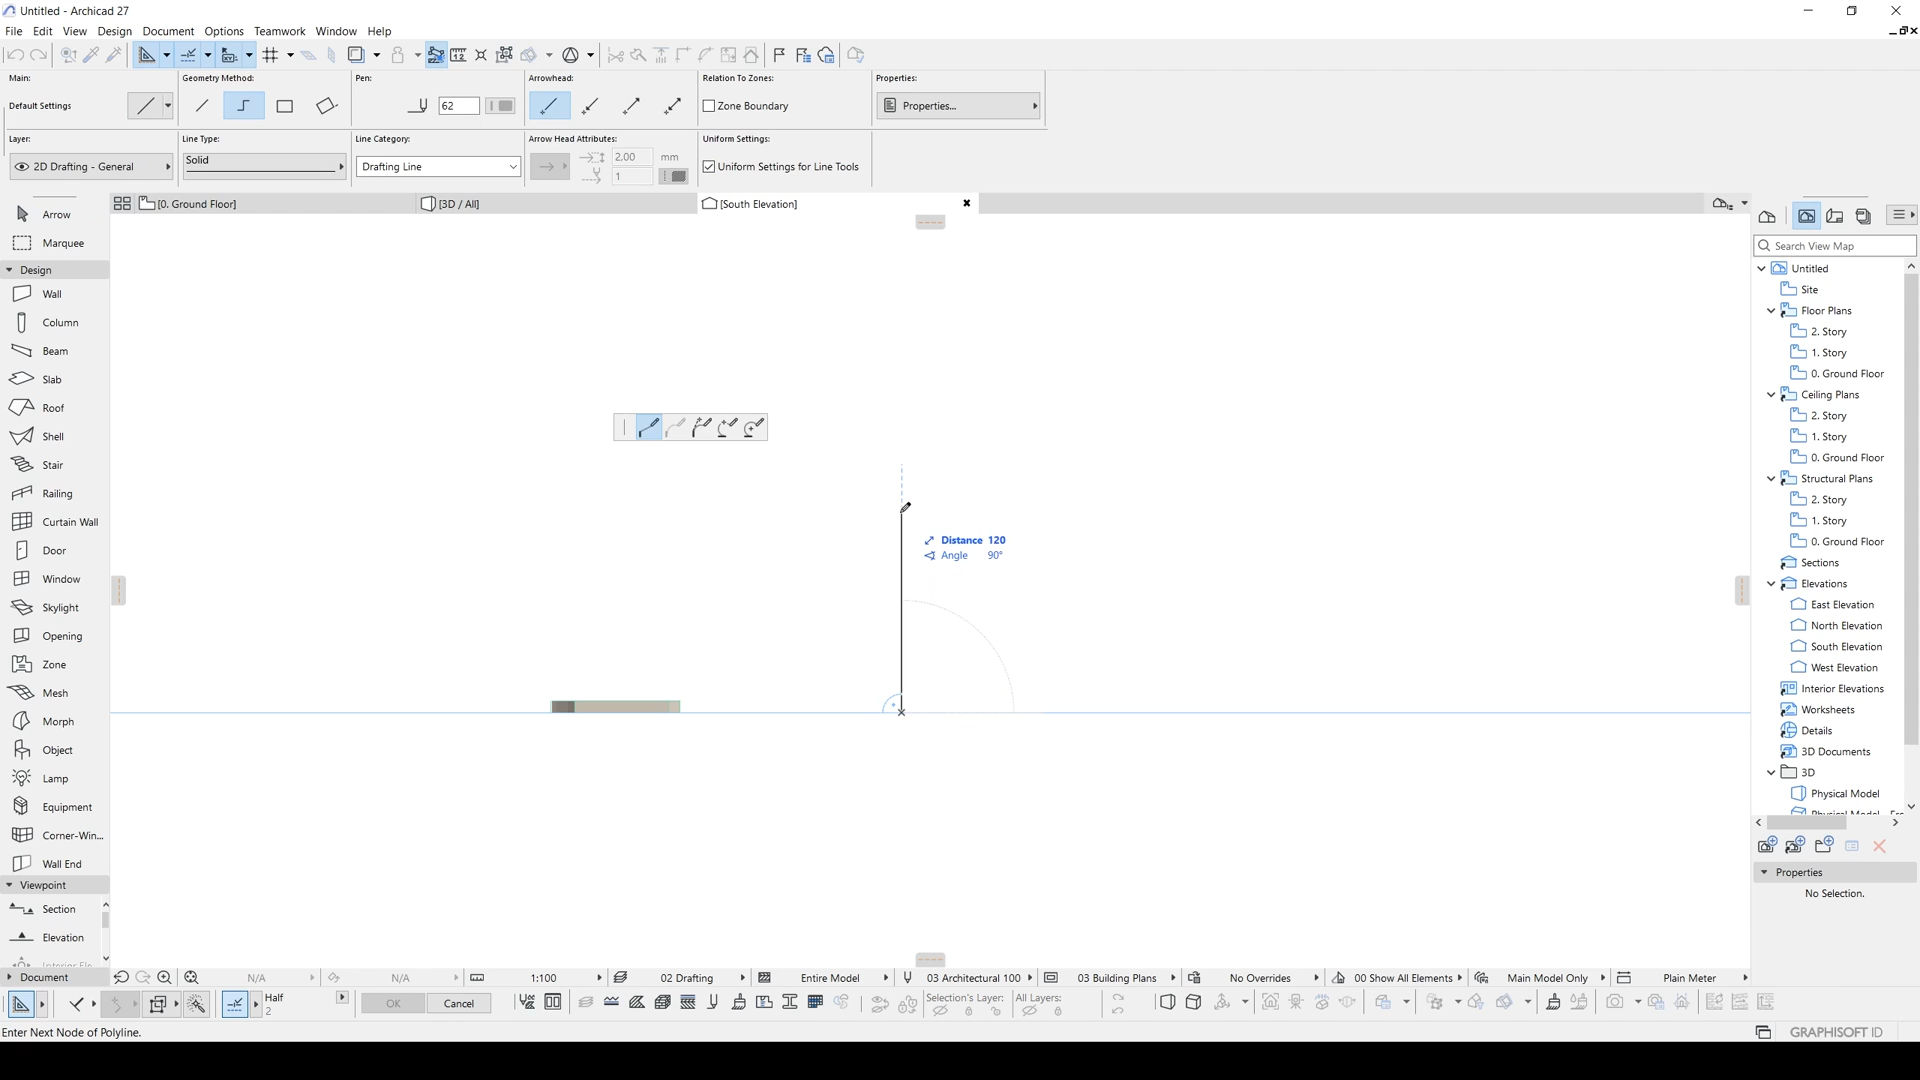 Untitled - Archicad 27
File Edit View Design Document Options Teamwork Window Help
Main: Geometry Method: Pen: Arrowhead: Relation To Zones: Properties:
Default Settings 62 Zone Boundary Properties...
Layer: Line Type: Line Category: Arrow Head Attributes: Uniform Settings:
2D Drafting - General Solid Drafting Line 2,00 mm Uniform Settings for Line Tools
1
[0. Ground Floor] [3D / All] [South Elevation]
Arrow
Marquee
Design
Wall
Column
Beam
Slab
Roof
Shell
Stair
Railing
Curtain Wall
Door
Window
Skylight
Opening
Zone
Mesh
Morph
Object
Lamp
Equipment
Corner-Win...
Wall End
Viewpoint
Section
Elevation
Document
Distance 120
Angle 90°
Search View Map
Untitled
Site
Floor Plans
2. Story
1. Story
0. Ground Floor
Ceiling Plans
2. Story
1. Story
0. Ground Floor
Structural Plans
2. Story
1. Story
0. Ground Floor
Sections
Elevations
East Elevation
North Elevation
South Elevation
West Elevation
Interior Elevations
Worksheets
Details
3D Documents
3D
Physical Model
Properties
No Selection.
N/A N/A 1:100 02 Drafting Entire Model 03 Architectural 100 03 Building Plans No Overrides 00 Show All Elements Main Model Only Plain Meter
Half
2
OK Cancel
Selection's Layer: All Layers:
Enter Next Node of Polyline.
GRAPHISOFT ID